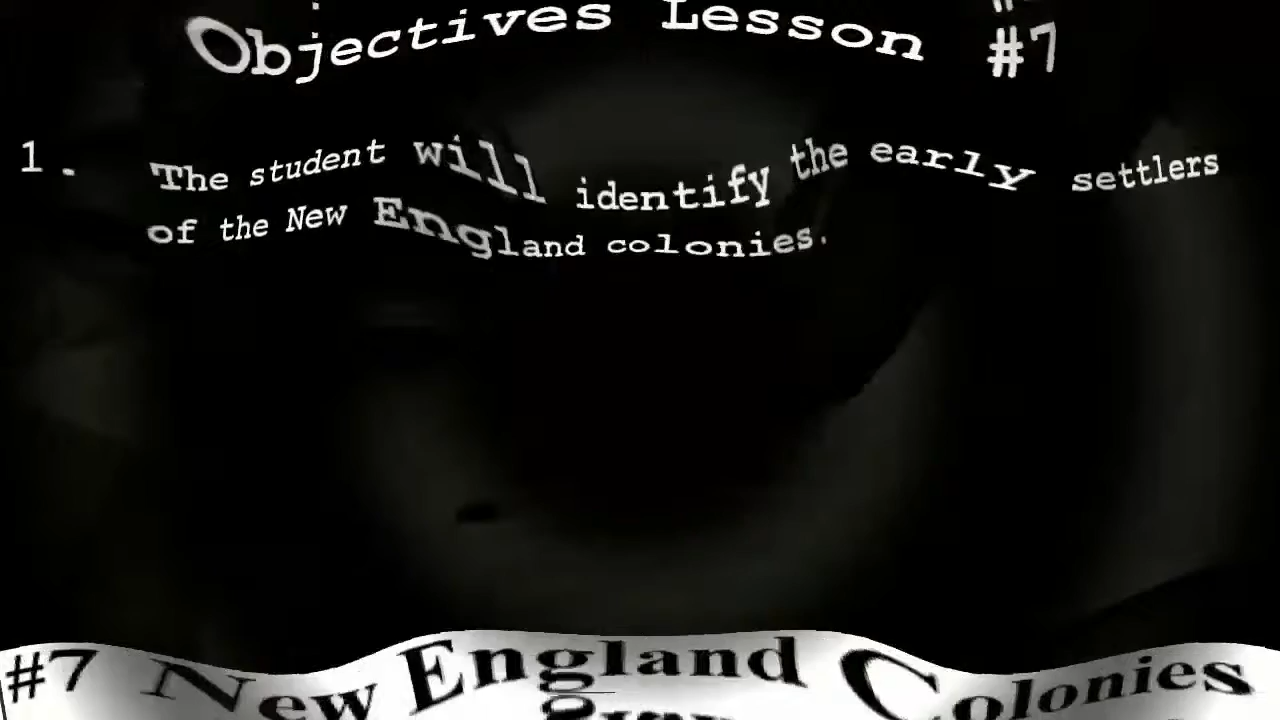 Objectives Lesson #7
1. The student will identify the early settlers
of the New England colonies.
#7 New England Colonies